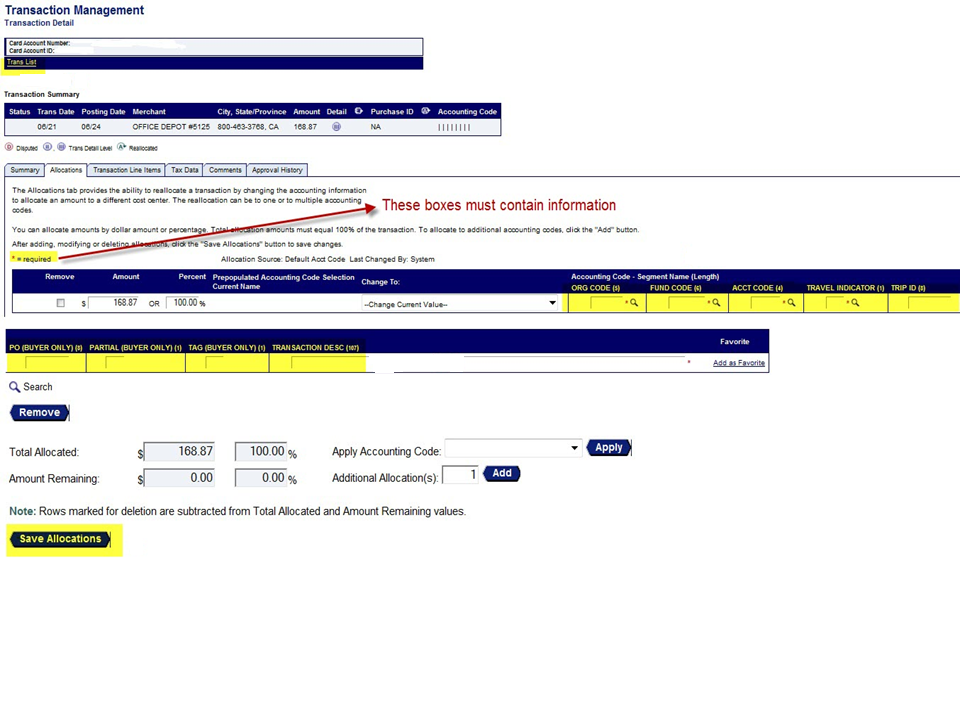 Transaction Management
Transaction Detail
Card Account Number:
Card Account ID:
Trans List
Transaction Summary
Status Trans Date Posting Date Merchant City, State/Province Amount Detail Purchase ID Accounting Code
06/21 06/24 OFFICE DEPOT #5125 800-463-3768, CA 168.87 NA | | | | | | | |
Disputed Trans Detail Level Reallocated
Summary Allocations Transaction Line Items Tax Data Comments Approval History
The Allocations tab provides the ability to reallocate a transaction by changing the accounting information
to allocate an amount to a different cost center. The reallocation can be to one or to multiple accounting
codes.
These boxes must contain information
You can allocate amounts by dollar amount or percentage. Total allocation amounts must equal 100% of the transaction. To allocate to additional accounting codes, click the "Add" button.
After adding, modifying or deleting allocations, click the "Save Allocations" button to save changes.
* = required Allocation Source: Default Acct Code Last Changed By: System
Remove Amount Percent Prepopulated Accounting Code Selection
Current Name Change To: Accounting Code - Segment Name (Length)
ORG CODE (5) FUND CODE (6) ACCT CODE (4) TRAVEL INDICATOR (1) TRIP ID (8)
$ 168.87 OR 100.00 % --Change Current Value-- * * * *
PO (BUYER ONLY) (8) PARTIAL (BUYER ONLY) (1) TAG (BUYER ONLY) (1) TRANSACTION DESC (107) Favorite
* Add as Favorite
Search
Remove
Total Allocated: $ 168.87 100.00 % Apply Accounting Code: Apply
Amount Remaining: $ 0.00 0.00 % Additional Allocation(s): 1 Add
Note: Rows marked for deletion are subtracted from Total Allocated and Amount Remaining values.
Save Allocations